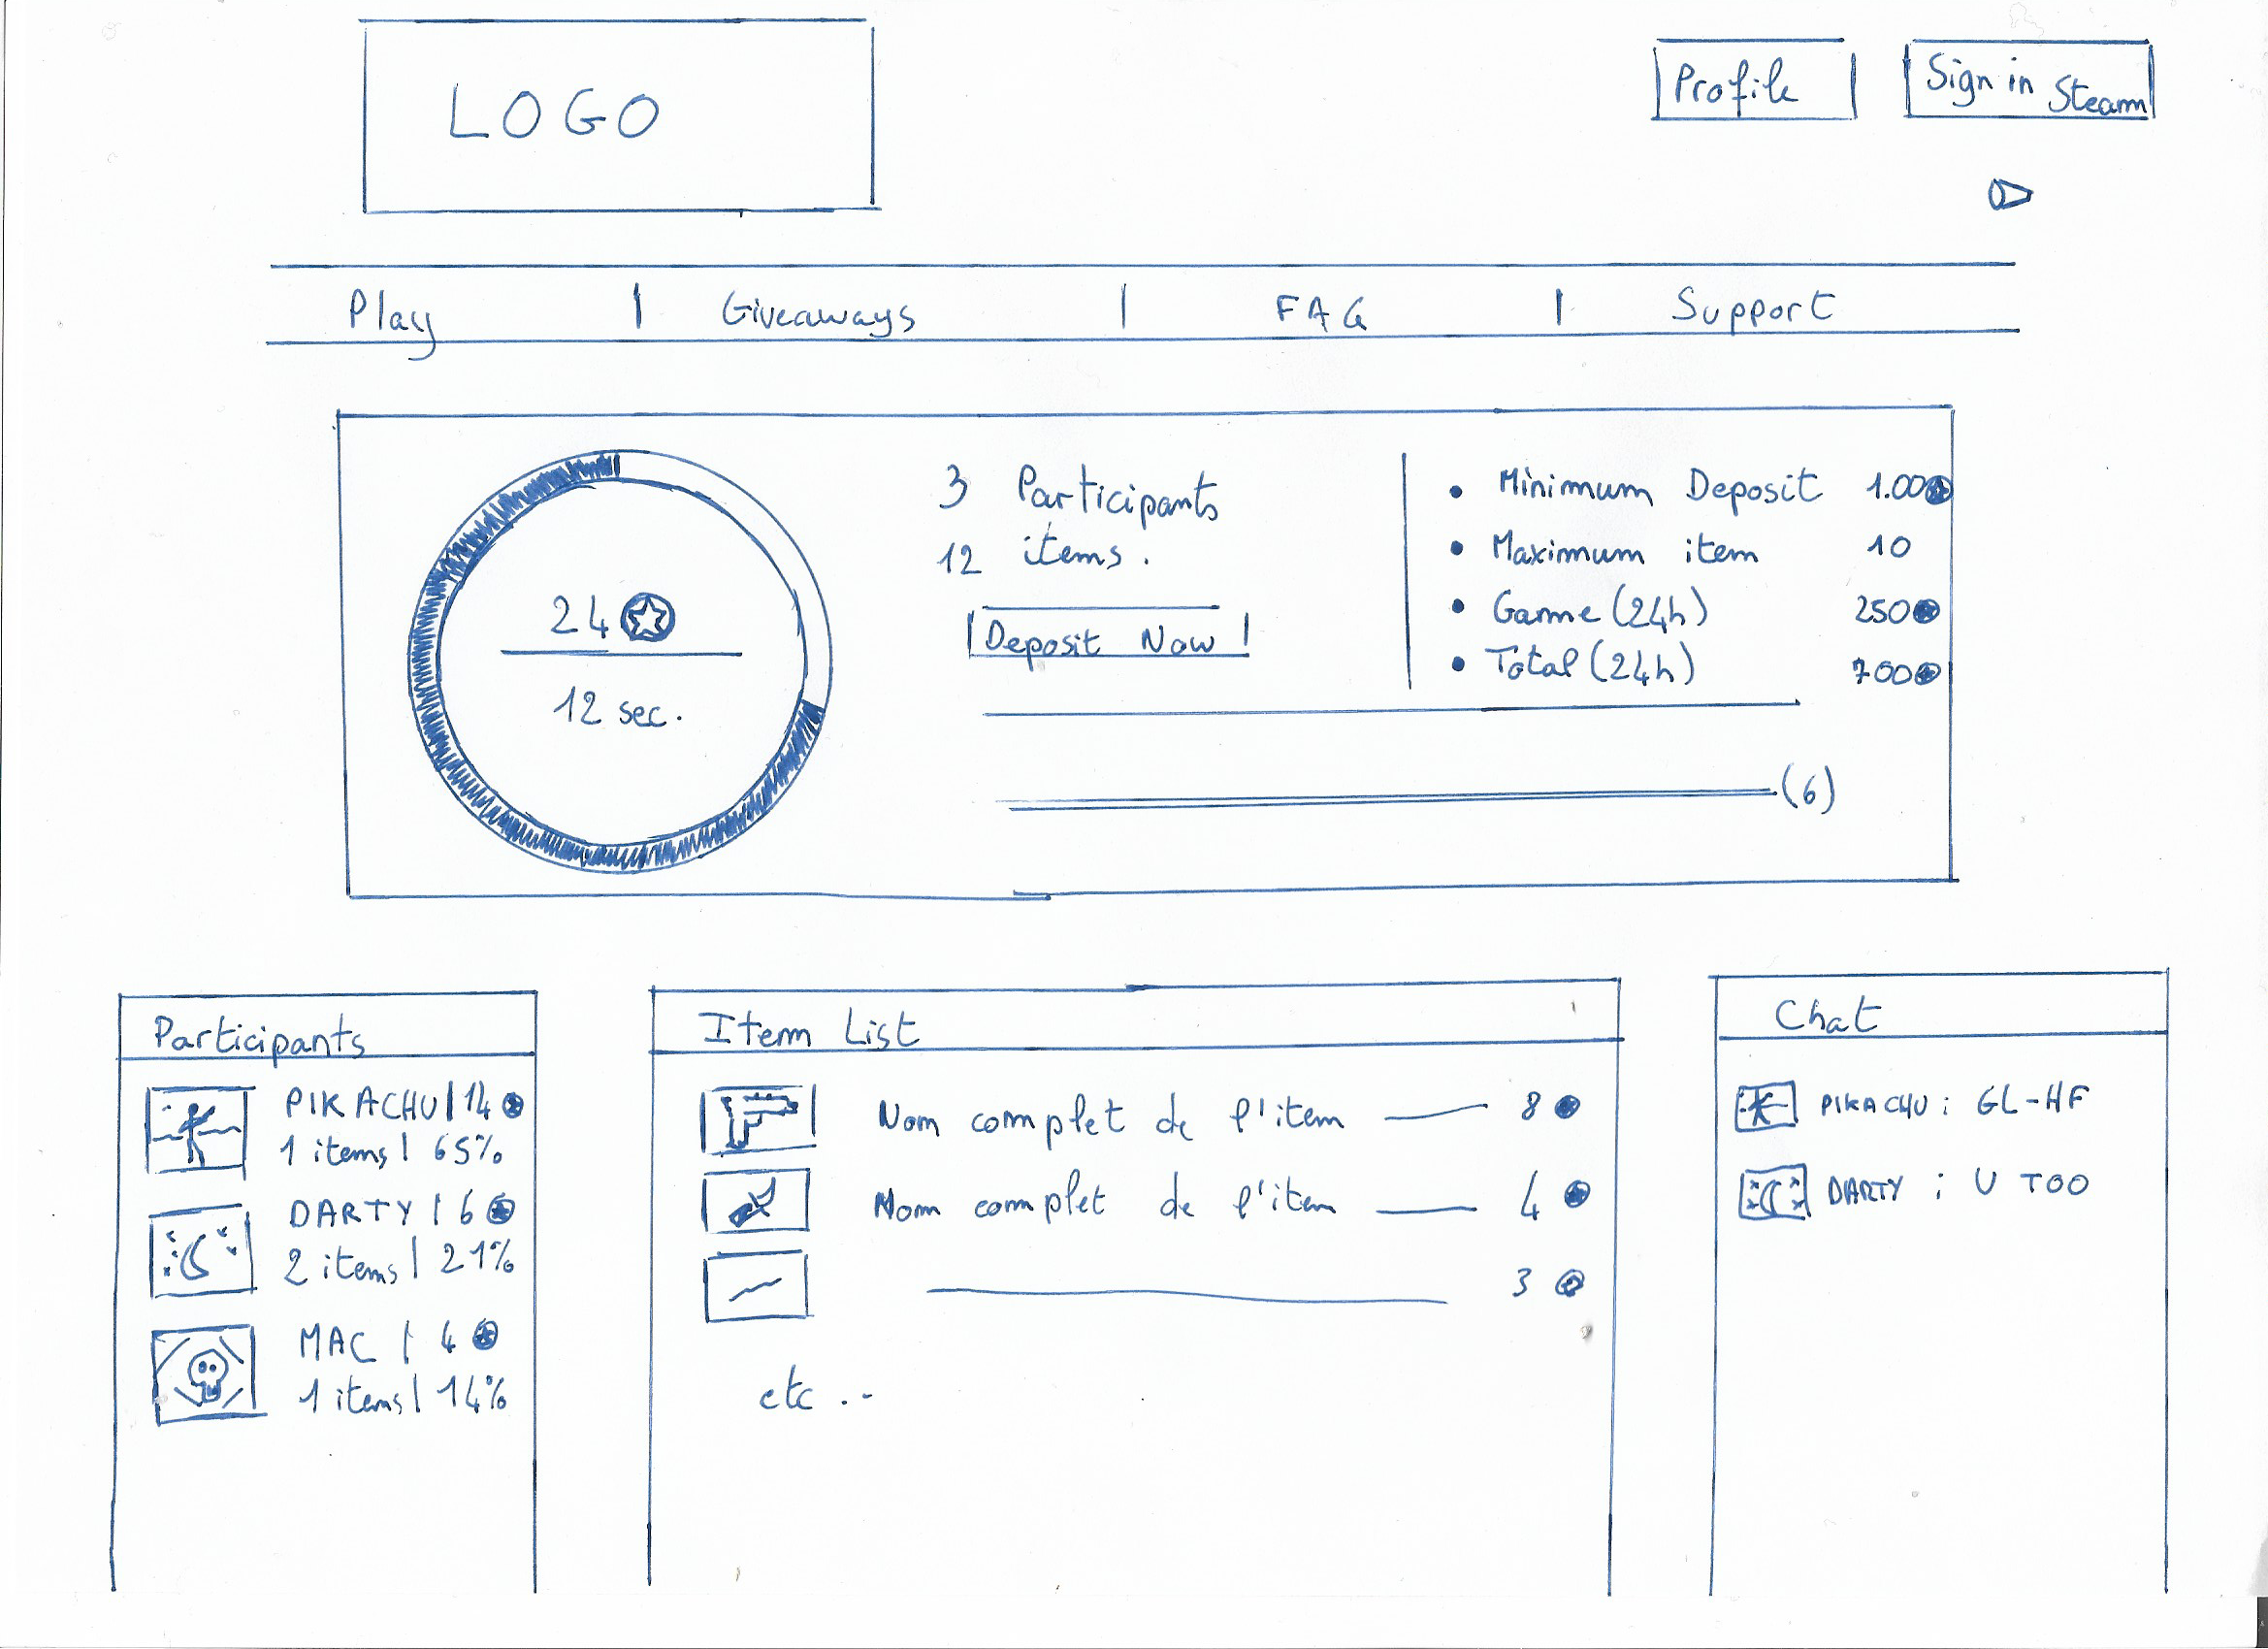 LOGO
Profile
Sign in Steam
Play | Giveaways | FAQ | Support
3 Participants
12 items.
Deposit Now
24
12 sec.
• Minimum Deposit 1.00
• Maximum item 10
• Game (24h) 250
• Total (24h) 700
(6)
Participants
PIKACHU | 14
1 items | 65%
DARTY | 6
2 items | 21%
MAC | 4
1 items | 14%
Item List
Nom complet de l'item 8
Nom complet de l'item 4
3
etc ..
Chat
PIKACHU : GL-HF
DARTY : U TOO